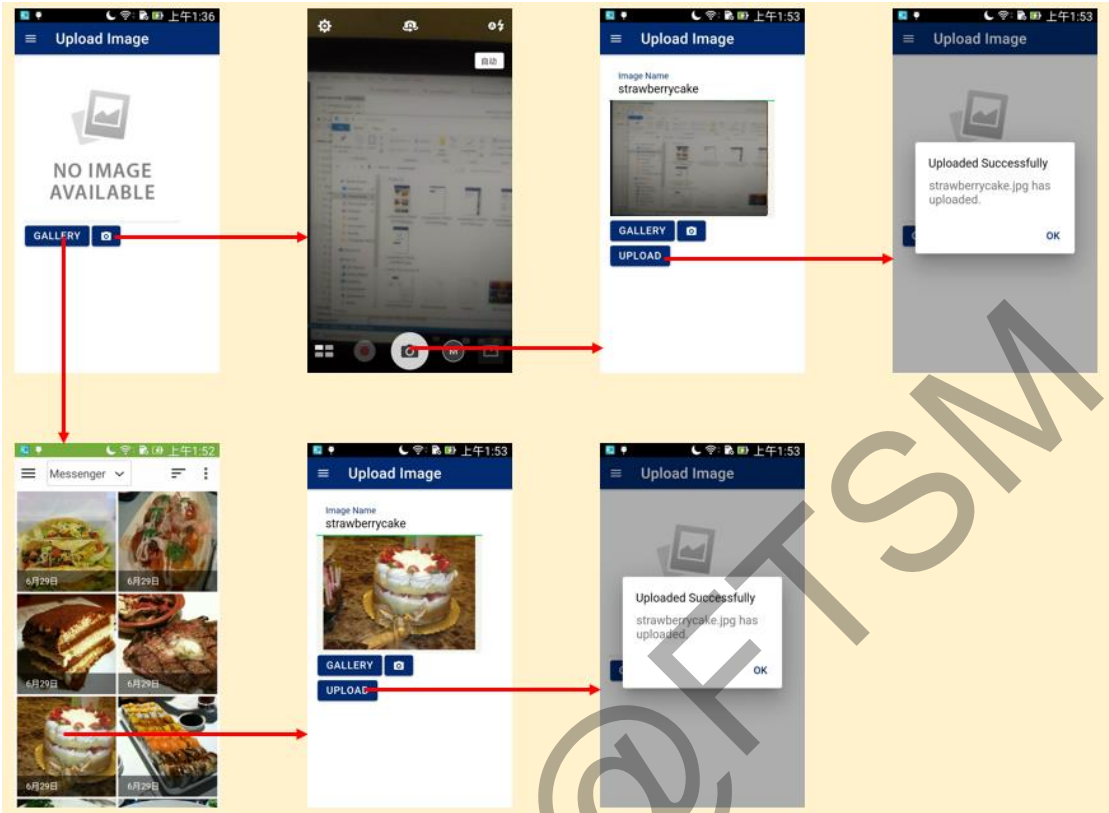 上午1:36
Upload Image
NO IMAGE
AVAILABLE
GALLERY
自动
M
上午1:53
Upload Image
Image Name
strawberrycake
GALLERY
UPLOAD
上午1:53
Upload Image
Uploaded Successfully
strawberrycake.jpg has
uploaded.
OK
上午1:52
Messenger
6月29日
6月29日
6月29日
6月29日
6月29日
6月29日
上午1:53
Upload Image
Image Name
strawberrycake
GALLERY
UPLOAD
上午1:53
Upload Image
Uploaded Successfully
strawberrycake.jpg has
uploaded.
OK
@FTSM